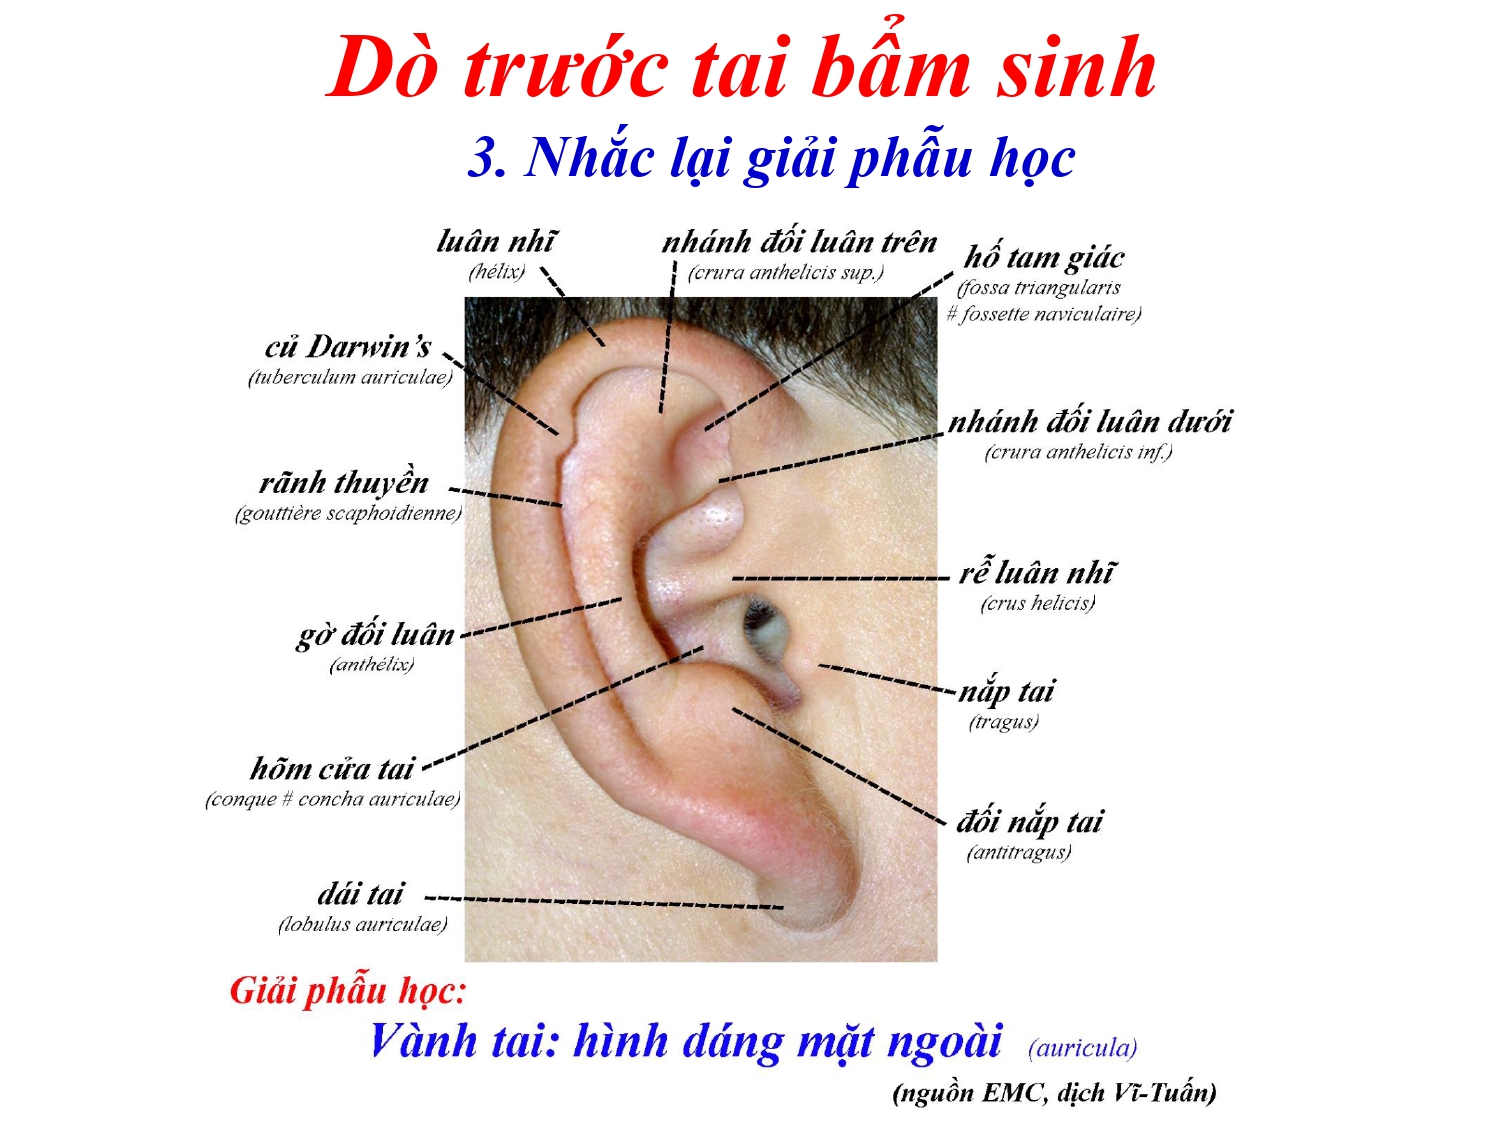 Dò trước tai bẩm sinh
3. Nhắc lại giải phẫu học
luân nhĩ
(hélix)
nhánh đối luân trên
(crura anthelicis sup.)
hố tam giác
(fossa triangularis
# fossette naviculaire)
củ Darwin’s
(tuberculum auriculae)
nhánh đối luân dưới
(crura anthelicis inf.)
rãnh thuyền
(gouttière scaphoidienne)
rễ luân nhĩ
(crus helicis)
gờ đối luân
(anthélix)
nắp tai
(tragus)
hõm cửa tai
(conque # concha auriculae)
đối nắp tai
(antitragus)
dái tai
(lobulus auriculae)
Giải phẫu học:
Vành tai: hình dáng mặt ngoài (auricula)
(nguồn EMC, dịch Vĩ-Tuấn)